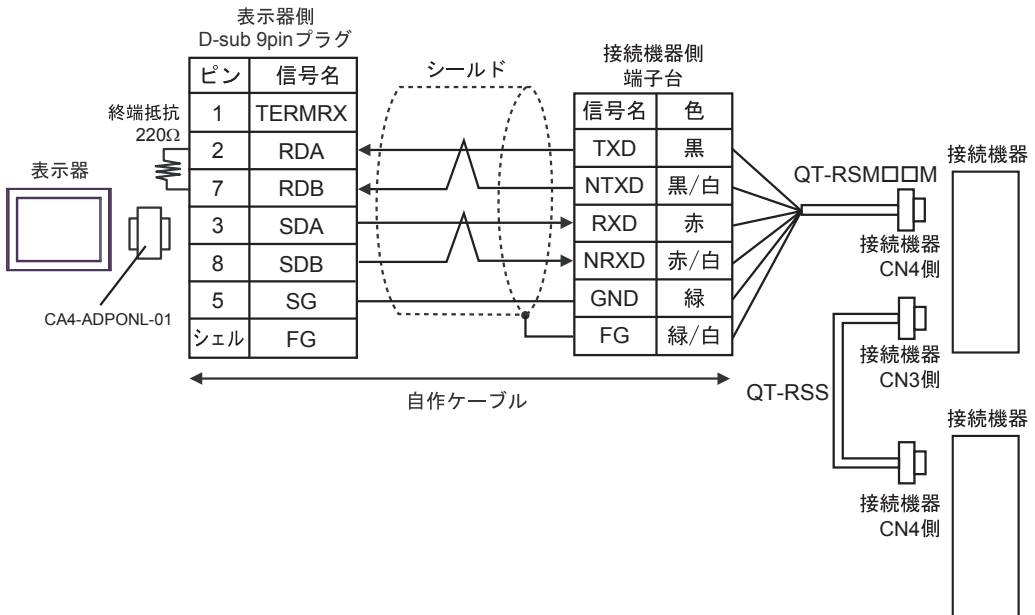 表示器側
D-sub 9pinプラグ
ピン 信号名
1 TERMRX
2 RDA
7 RDB
3 SDA
8 SDB
5 SG
シェル FG
終端抵抗
220Ω
表示器
CA4-ADPONL-01
シールド
接続機器側
端子台
信号名 色
TXD 黒
NTXD 黒/白
RXD 赤
NRXD 赤/白
GND 緑
FG 緑/白
自作ケーブル
QT-RSM□□M
接続機器
接続機器
CN4側
接続機器
CN3側
QT-RSS
接続機器
接続機器
CN4側